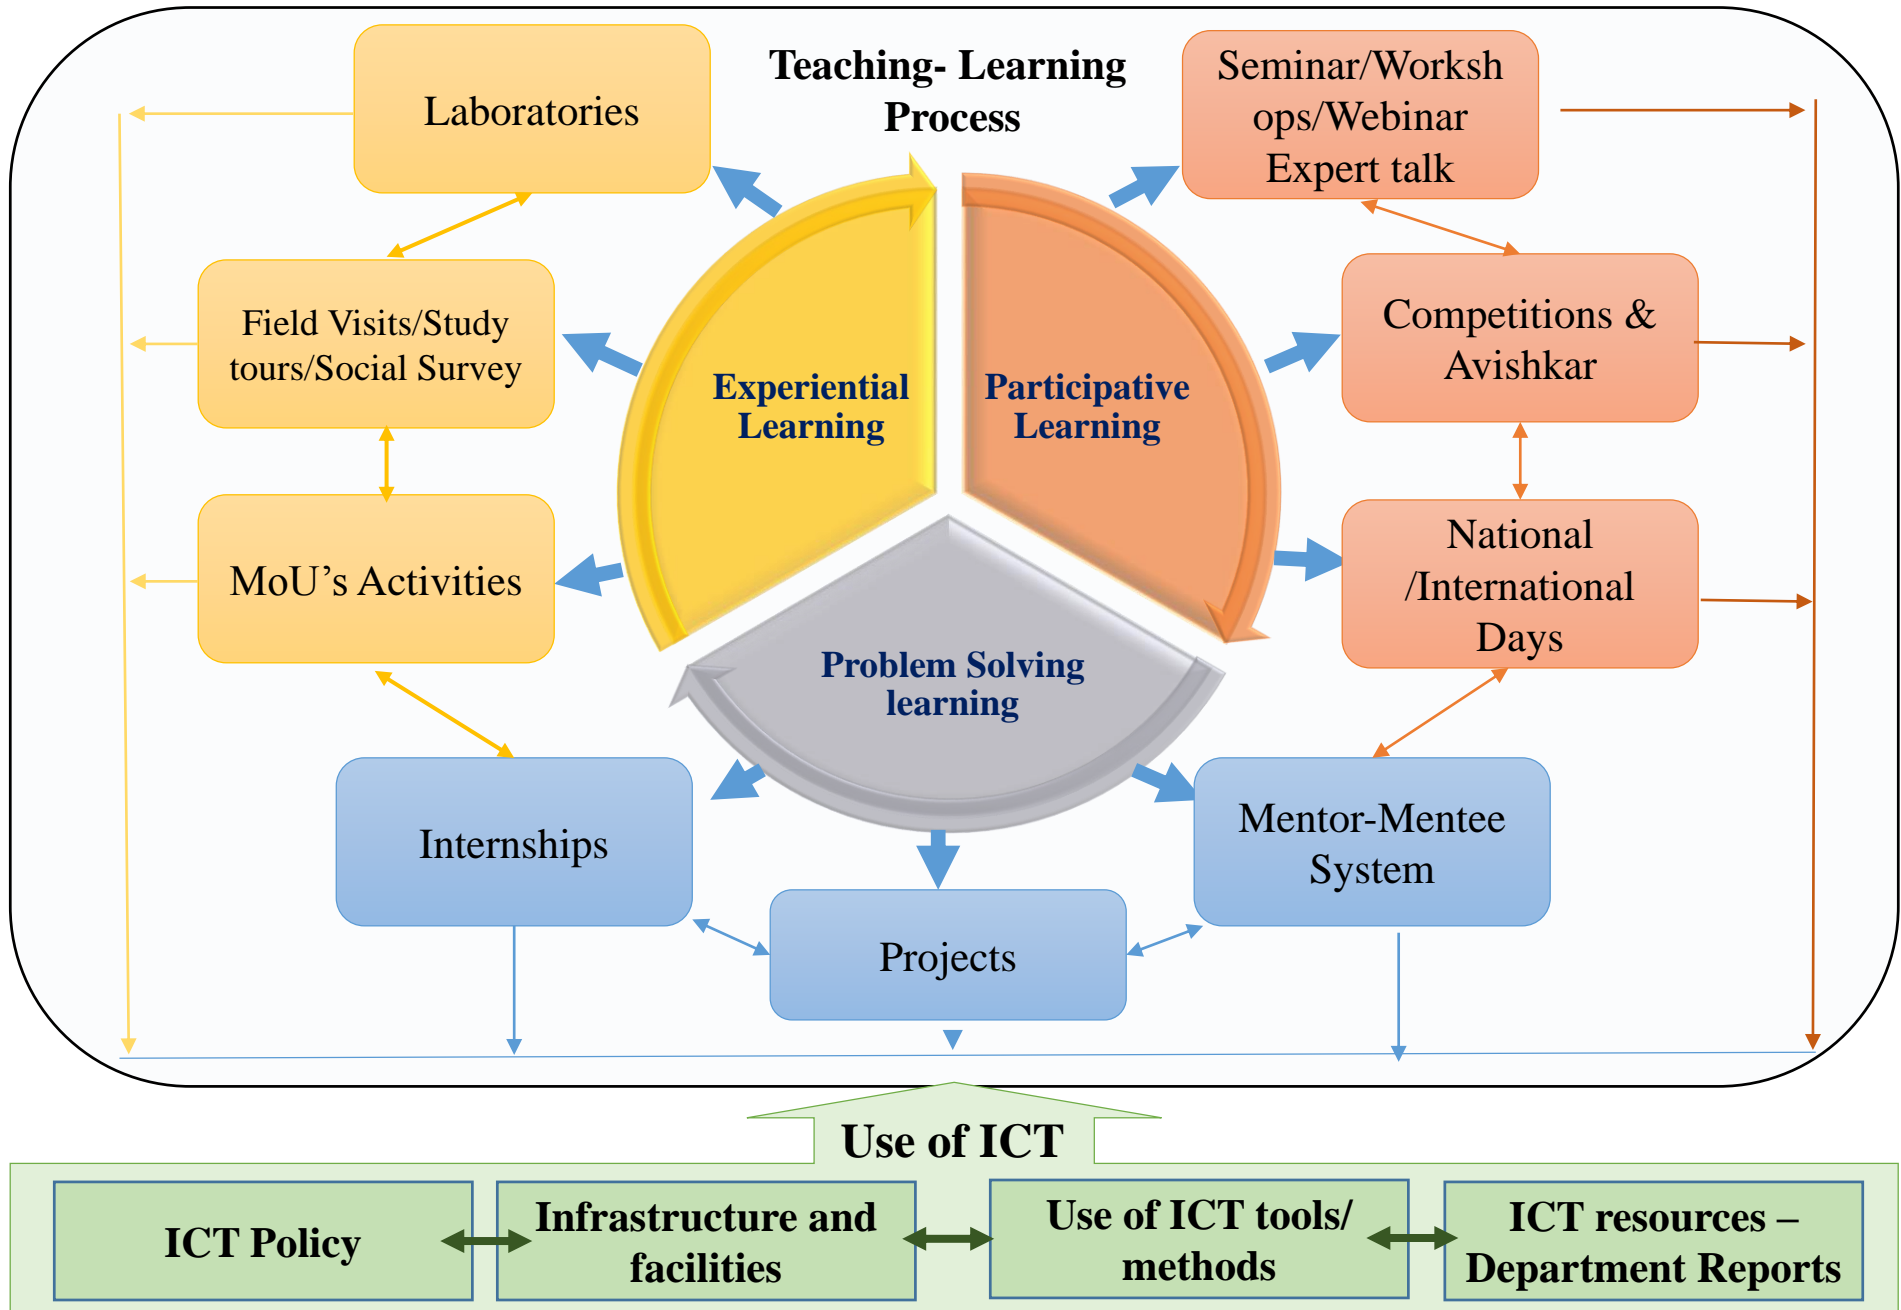 Teaching- Learning
Process
Laboratories
Seminar/Worksh
ops/Webinar
Expert talk
Field Visits/Study
tours/Social Survey
Competitions &
Avishkar
Experiential
Learning
Participative
Learning
MoU’s Activities
National
/International
Days
Problem Solving
learning
Internships
Mentor-Mentee
System
Projects
Use of ICT
ICT Policy
Infrastructure and
facilities
Use of ICT tools/
methods
ICT resources –
Department Reports